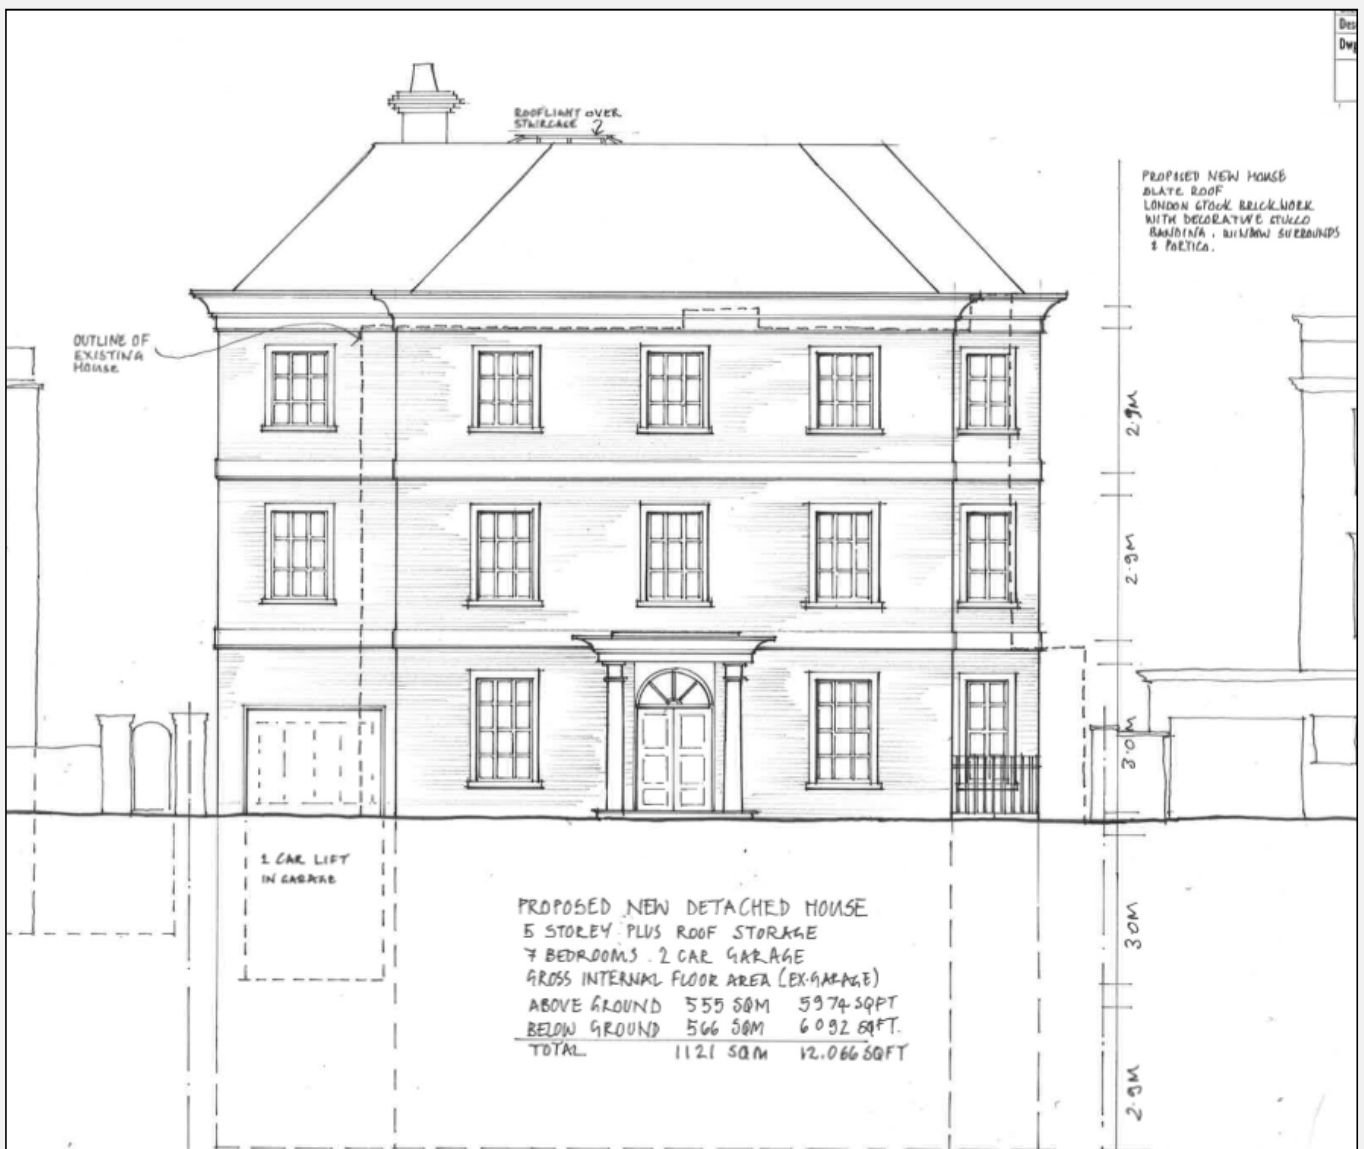 Des
Dwg
ROOFLIGHT OVER
STAIRCASE
PROPOSED NEW HOUSE
SLATE ROOF
LONDON STOCK BRICKWORK
WITH DECORATIVE STUCCO
BANDING, WINDOW SURROUNDS
& PORTICO.
OUTLINE OF
EXISTING
HOUSE
2.9M
2.9M
3.0M
1 CAR LIFT
IN GARAGE
PROPOSED NEW DETACHED HOUSE
5 STOREY PLUS ROOF STORAGE
7 BEDROOMS . 2 CAR GARAGE
GROSS INTERNAL FLOOR AREA (EX.GARAGE)
ABOVE GROUND 555 SQM 5974 SQFT
BELOW GROUND 566 SQM 6092 SQFT.
TOTAL 1121 SQM 12.066 SQFT
30M
2.9M